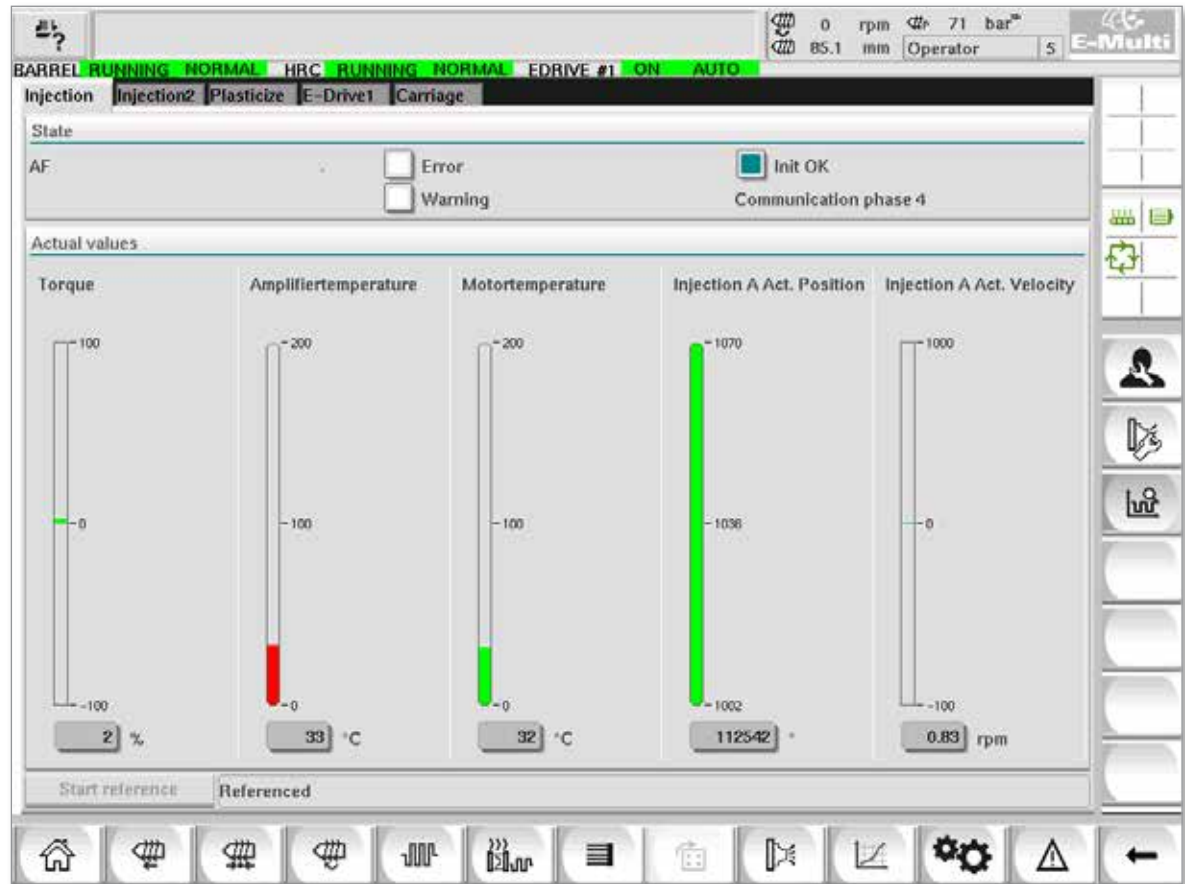 ? 0 rpm 71 bar
85.1 mm Operator 5 E-Multi
BARREL RUNNING NORMAL HRC RUNNING NORMAL EDRIVE #1 ON AUTO
Injection Injection2 Plasticize E-Drive1 Carriage
State
AF Error Init OK
Warning Communication phase 4
Actual values
Torque Amplifiertemperature Motortemperature Injection A Act. Position Injection A Act. Velocity
100 200 200 1070 1000
0 100 100 1036 0
-100 0 0 1002 -100
2 % 33 °C 32 °C 112542 ° 0.83 rpm
Start reference Referenced